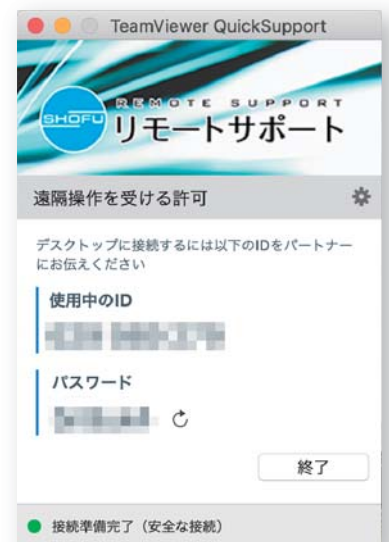 TeamViewer QuickSupport
REMOTE SUPPORT
SHOFU リモートサポート
遠隔操作を受ける許可
デスクトップに接続するには以下のIDをパートナー
にお伝えください
使用中のID
パスワード
終了
接続準備完了（安全な接続）